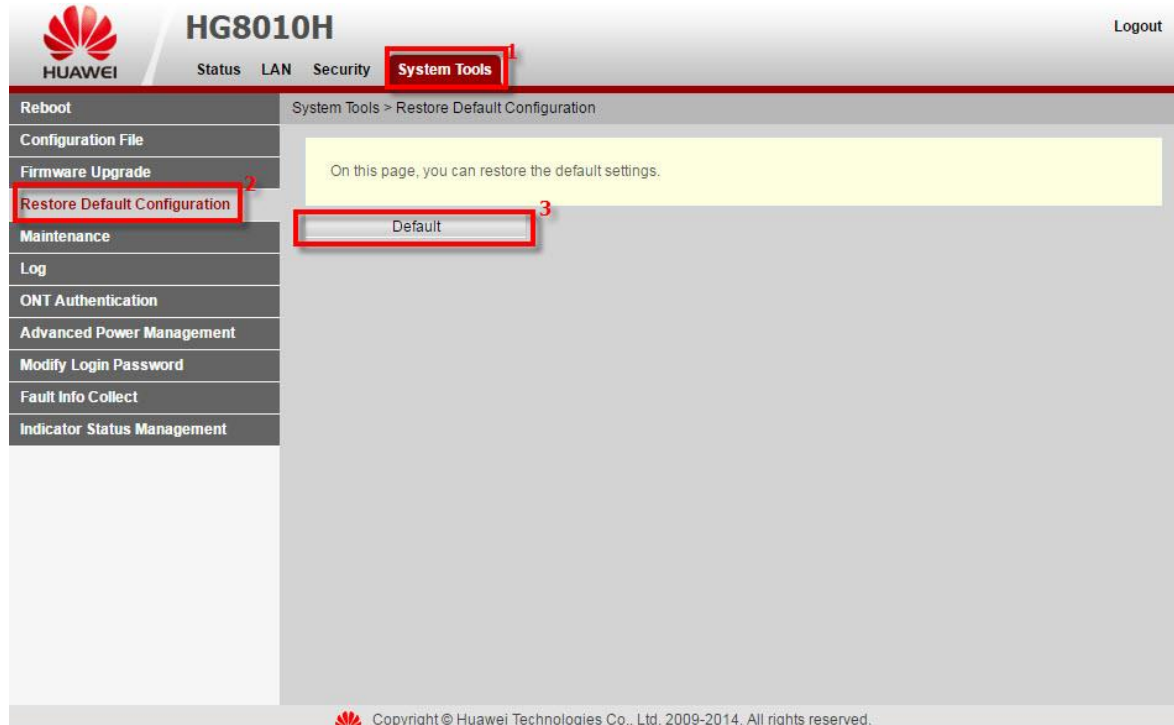 HG8010H
Logout
HUAWEI
Status LAN Security System Tools
1
Reboot
System Tools > Restore Default Configuration
Configuration File
Firmware Upgrade
On this page, you can restore the default settings.
2
Restore Default Configuration
3
Default
Maintenance
Log
ONT Authentication
Advanced Power Management
Modify Login Password
Fault Info Collect
Indicator Status Management
Copyright © Huawei Technologies Co., Ltd. 2009-2014. All rights reserved.